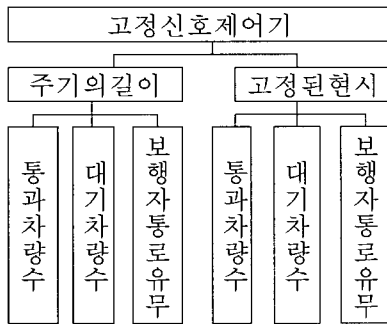 고정신호제어기
주기의길이
고정된현시
통과차량수
대기차량수
보행자통로유무
통과차량수
대기차량수
보행자통로유무